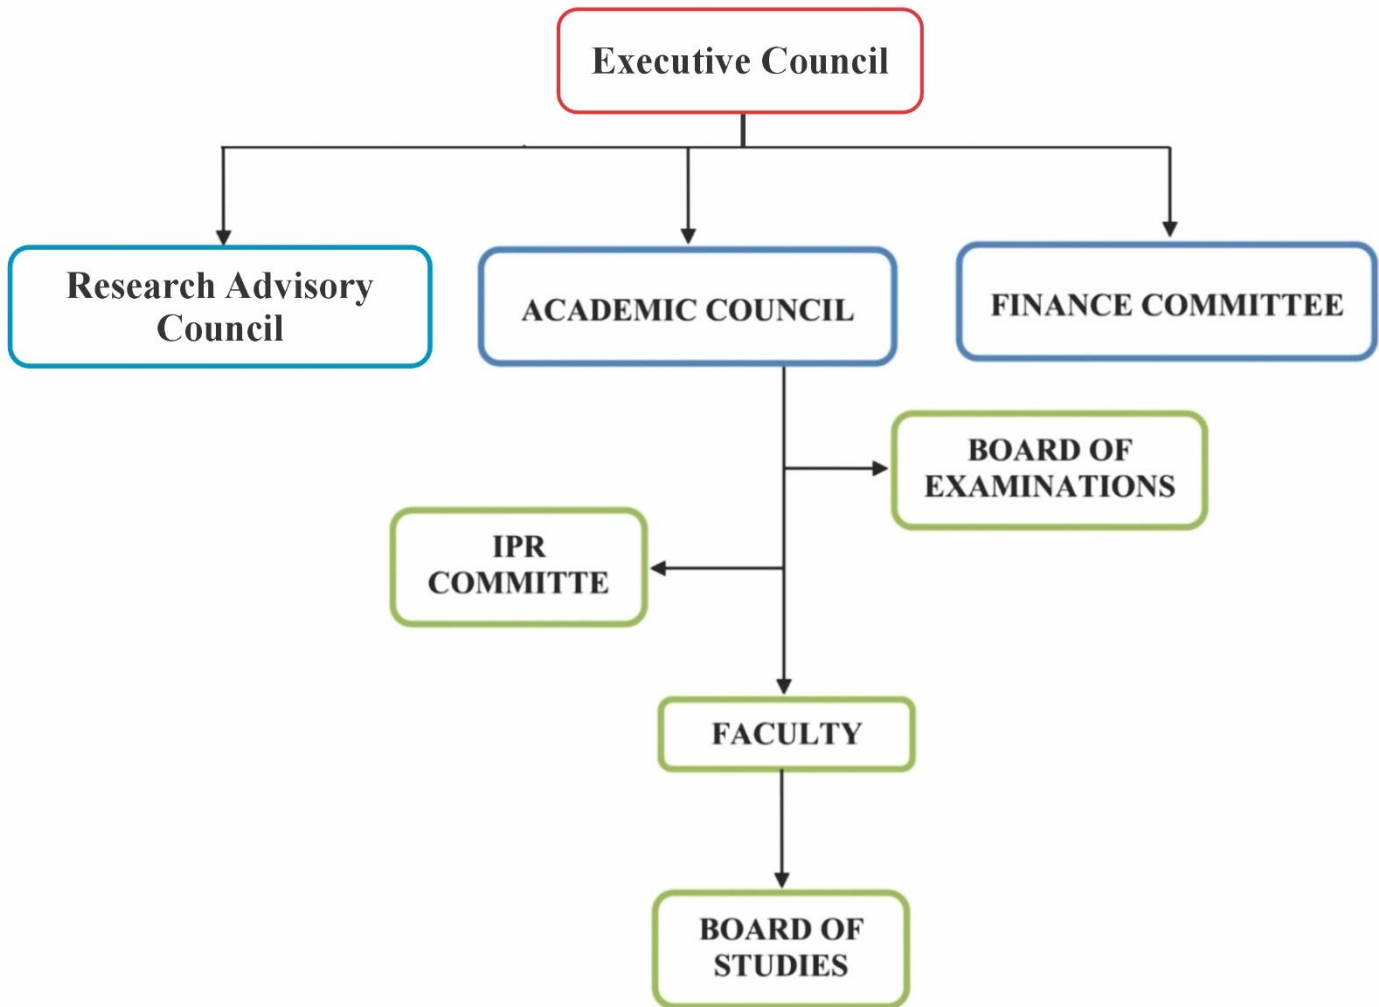 Executive Council
Research Advisory
Council
ACADEMIC COUNCIL
FINANCE COMMITTEE
BOARD OF
EXAMINATIONS
IPR
COMMITTE
FACULTY
BOARD OF
STUDIES